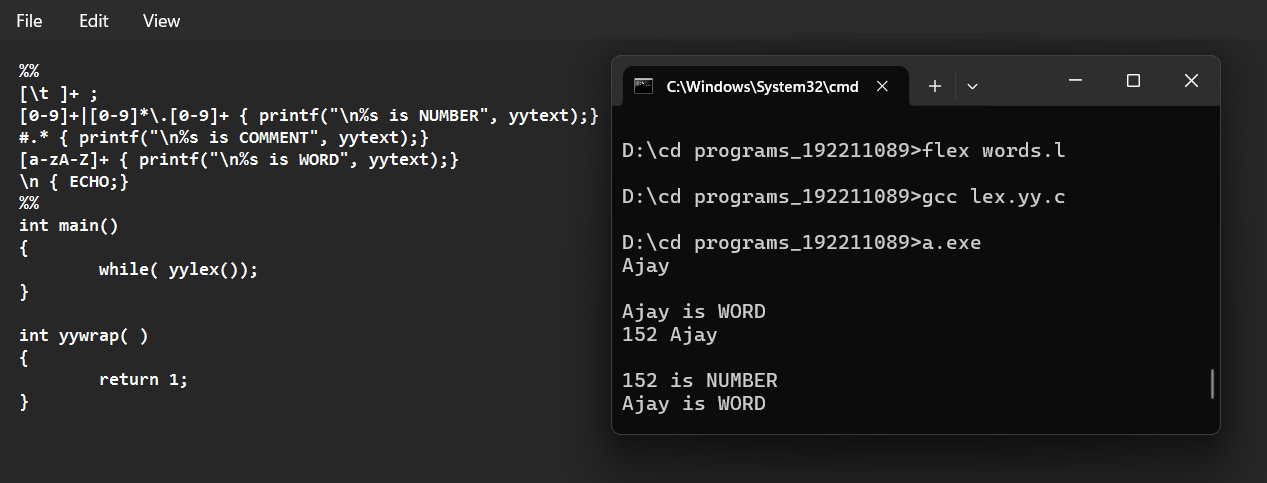 File Edit View
%%
[\t ]+ ;
[0-9]+|[0-9]*\.[0-9]+ { printf("\n%s is NUMBER", yytext);}
#.* { printf("\n%s is COMMENT", yytext);}
[a-zA-Z]+ { printf("\n%s is WORD", yytext);}
\n { ECHO;}
%%
int main()
{
        while( yylex());
}

int yywrap( )
{
        return 1;
}
C:\Windows\System32\cmd
D:\cd programs_192211089>flex words.l
D:\cd programs_192211089>gcc lex.yy.c
D:\cd programs_192211089>a.exe
Ajay
Ajay is WORD
152 Ajay
152 is NUMBER
Ajay is WORD